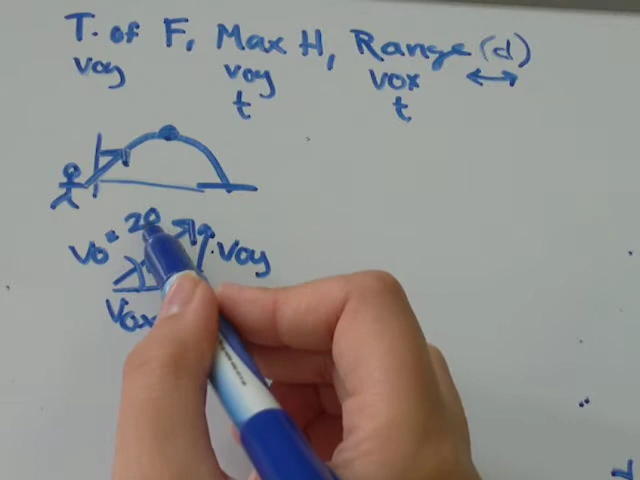 T. of F, Max H, Range (d)
voy voy vox
t t
vo = 20
voy
vox